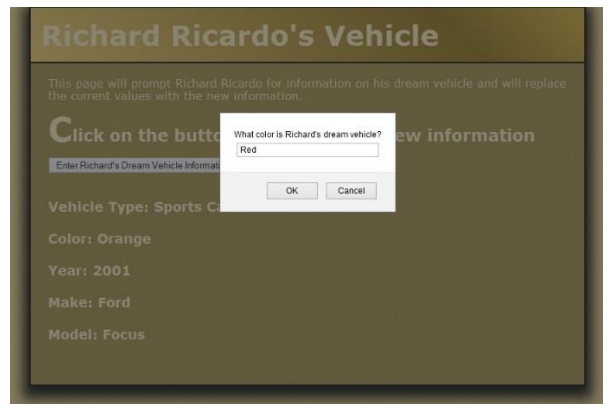 Richard Ricardo's Vehicle
This page will prompt Richard Ricardo for information on his dream vehicle and will replace
the current values with the new information.
Click on the butto ew information
What color is Richard's dream vehicle?
Red
Enter Richard's Dream Vehicle Informati
OK Cancel
Vehicle Type: Sports Ca
Color: Orange
Year: 2001
Make: Ford
Model: Focus